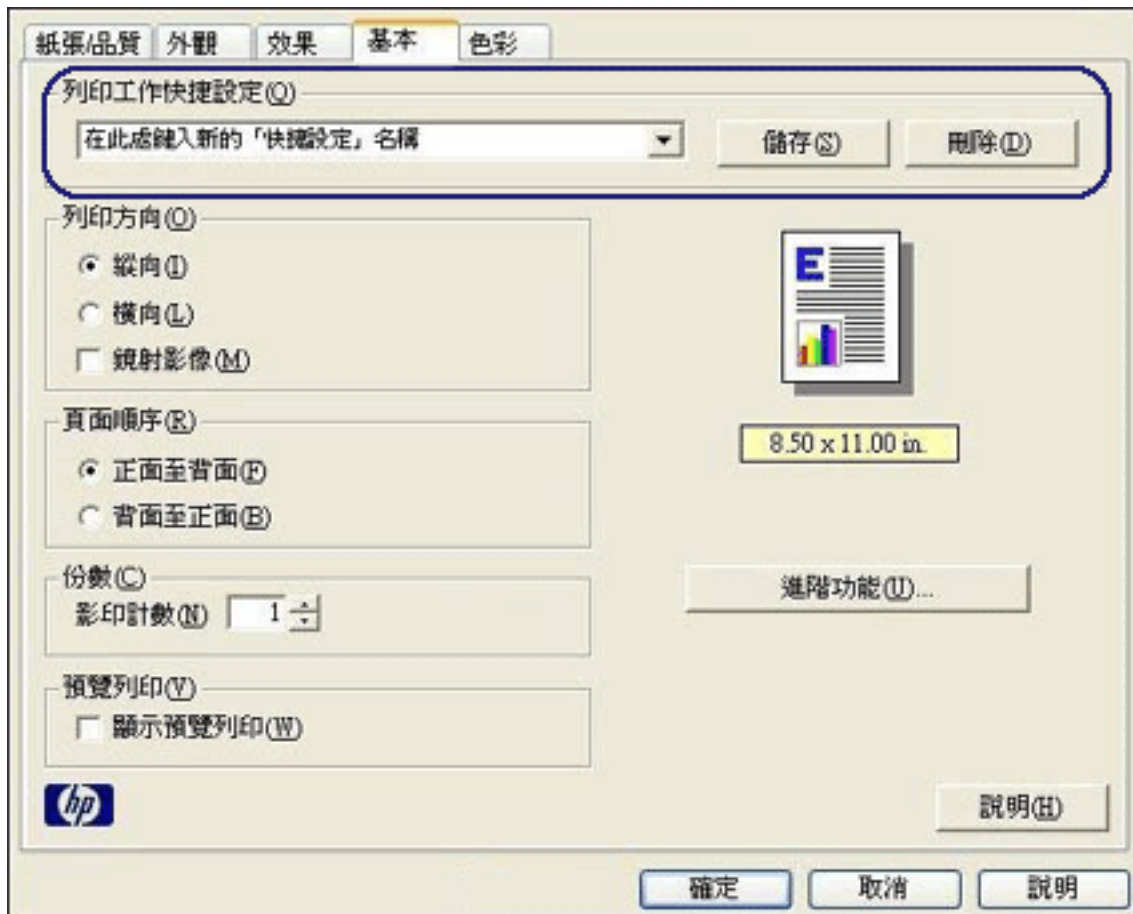 紙張/品質 外觀 效果 基本 色彩
列印工作快捷設定(Q)
在此處鍵入新的「快捷設定」名稱
儲存(S) 刪除(D)
列印方向(O)
縱向(I)
橫向(L)
鏡射影像(M)
E
8.50 x 11.00 in.
頁面順序(R)
正面至背面(F)
背面至正面(B)
份數(C)
影印計數(N) 1
進階功能(U)...
預覽列印(V)
顯示預覽列印(W)
hp
說明(H)
確定 取消 說明